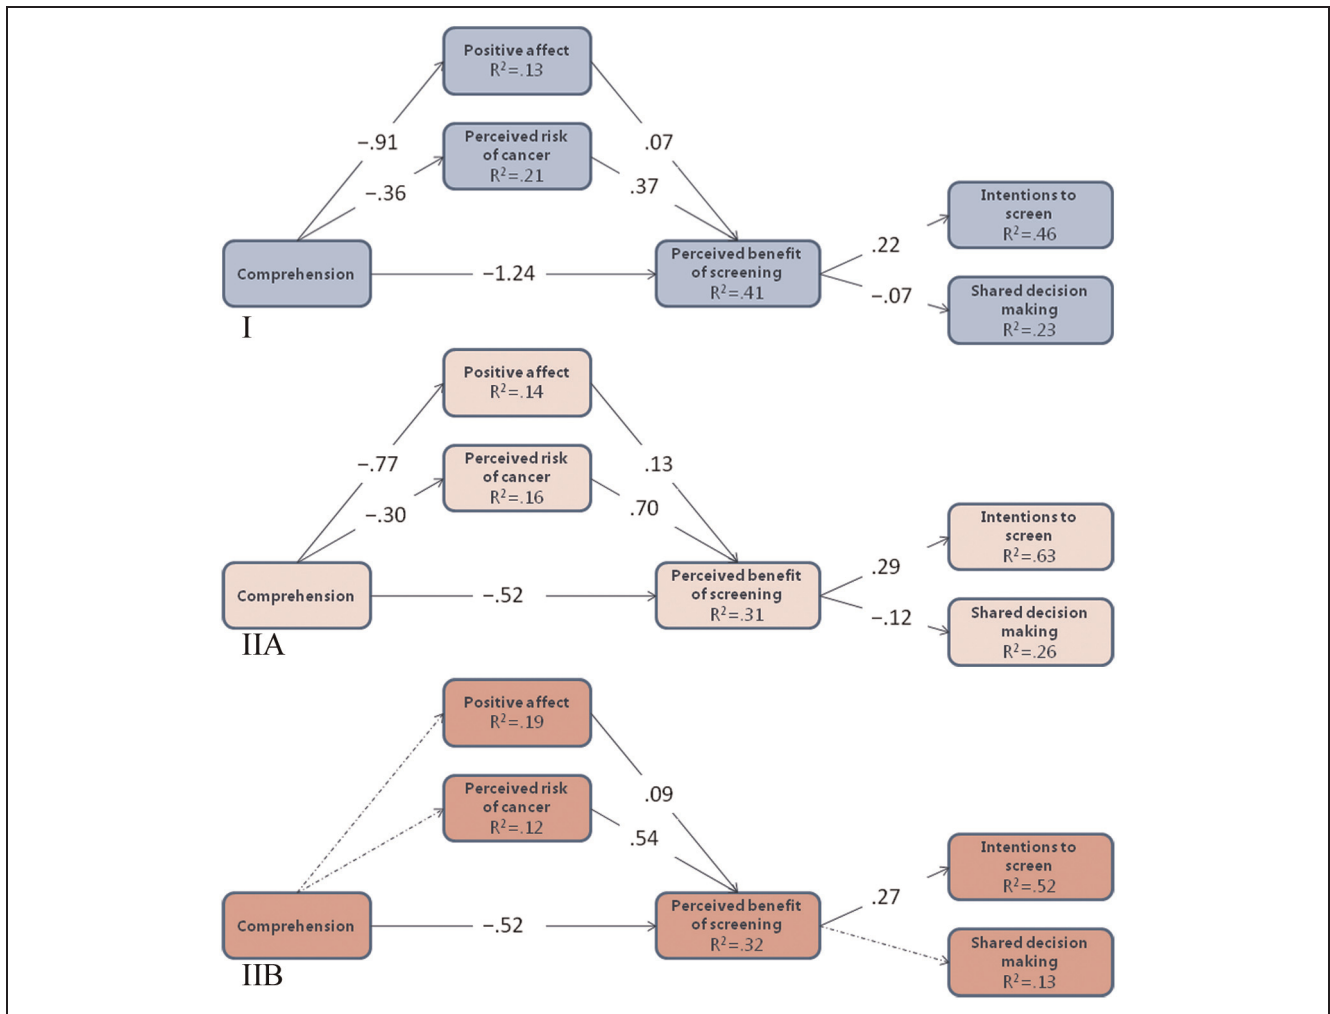 Positive affect
R²=.13
−.91
.07
Perceived risk
of cancer
R²=.21
−.36
.37
Comprehension
−1.24
Perceived benefit
of screening
R²=.41
.22
−.07
Intentions to
screen
R²=.46
Shared decision
making
R²=.23
I
Positive affect
R²=.14
−.77
.13
Perceived risk
of cancer
R²=.16
−.30
.70
Comprehension
−.52
Perceived benefit
of screening
R²=.31
.29
−.12
Intentions to
screen
R²=.63
Shared decision
making
R²=.26
IIA
Positive affect
R²=.19
.09
Perceived risk
of cancer
R²=.12
.54
Comprehension
−.52
Perceived benefit
of screening
R²=.32
.27
Intentions to
screen
R²=.52
Shared decision
making
R²=.13
IIB